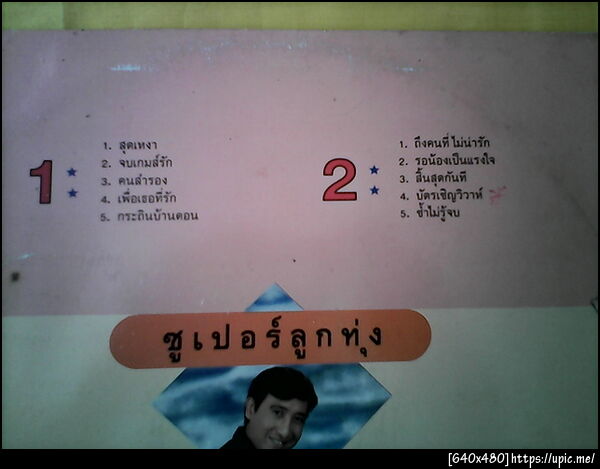 1
1. สุดเหงา
2. จบเกมส์รัก
3. คนสำรอง
4. เพื่อเธอที่รัก
5. กระถินบ้านดอน
2
1. ถึงคนที่ไม่น่ารัก
2. รอน้องเป็นแรงใจ
3. สิ้นสุดกันที
4. บัตรเชิญวิวาห์
5. ช้ำไม่รู้จบ
ซูเปอร์ลูกทุ่ง
[640x480]https://upic.me/